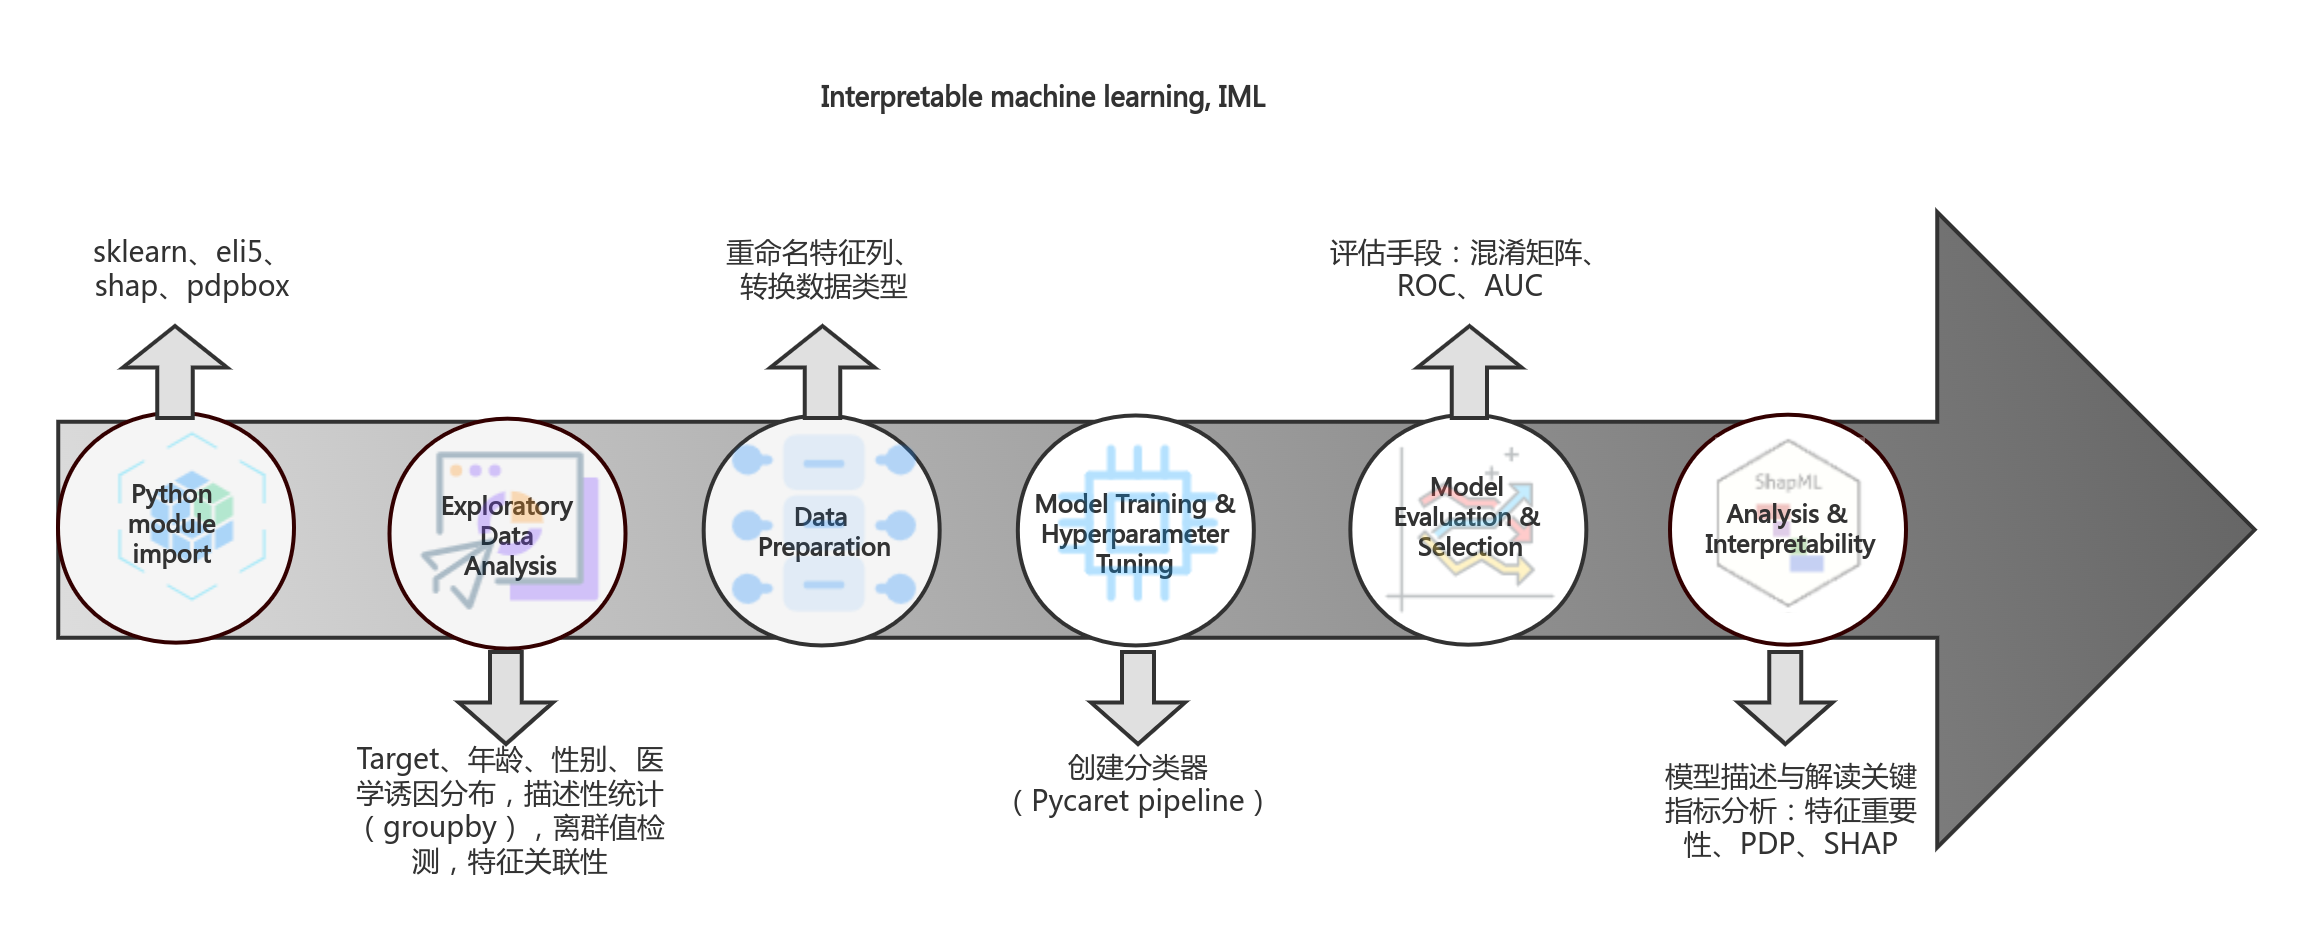 Interpretable machine learning, IML
sklearn、eli5、
shap、pdpbox
重命名特征列、
转换数据类型
评估手段：混淆矩阵、
ROC、AUC
Python
module
import
Exploratory
Data
Analysis
Data
Preparation
Model Training &
Hyperparameter
Tuning
Model
Evaluation &
Selection
ShapML
Analysis &
Interpretability
Target、年龄、性别、医
学诱因分布，描述性统计
（groupby），离群值检
测，特征关联性
创建分类器
（Pycaret pipeline）
模型描述与解读关键
指标分析：特征重要
性、PDP、SHAP